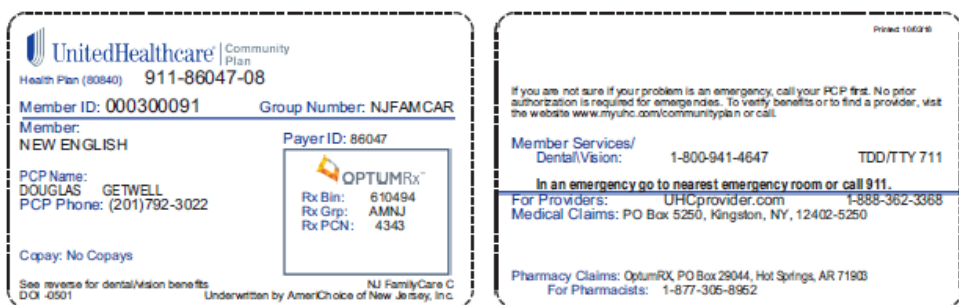 UnitedHealthcare | Community Plan
Health Plan (80840) 911-86047-08
Member ID: 000300091 Group Number: NJFAMCAR
Member:
NEW ENGLISH
Payer ID: 86047
PCP Name:
DOUGLAS GETWELL
PCP Phone: (201)792-3022
OPTUMRx™
Rx Bin: 610494
Rx Grp: AMNJ
Rx PCN: 4343
Copay: No Copays
See reverse for dental/vision benefits NJ FamilyCare C
DOI -0501 Underwritten by AmeriChoice of New Jersey, Inc.
If you are not sure if your problem is an emergency, call your PCP first. No prior
authorization is required for emergencies. To verify benefits or to find a provider, visit
the website www.myuhc.com/communityplan or call.
Member Services/
Dental\Vision: 1-800-941-4647 TDD/TTY 711
In an emergency go to nearest emergency room or call 911.
For Providers: UHCprovider.com 1-888-362-3368
Medical Claims: PO Box 5250, Kingston, NY, 12402-5250
Pharmacy Claims: OptumRX, PO Box 29044, Hot Springs, AR 71903
For Pharmacists: 1-877-305-8952